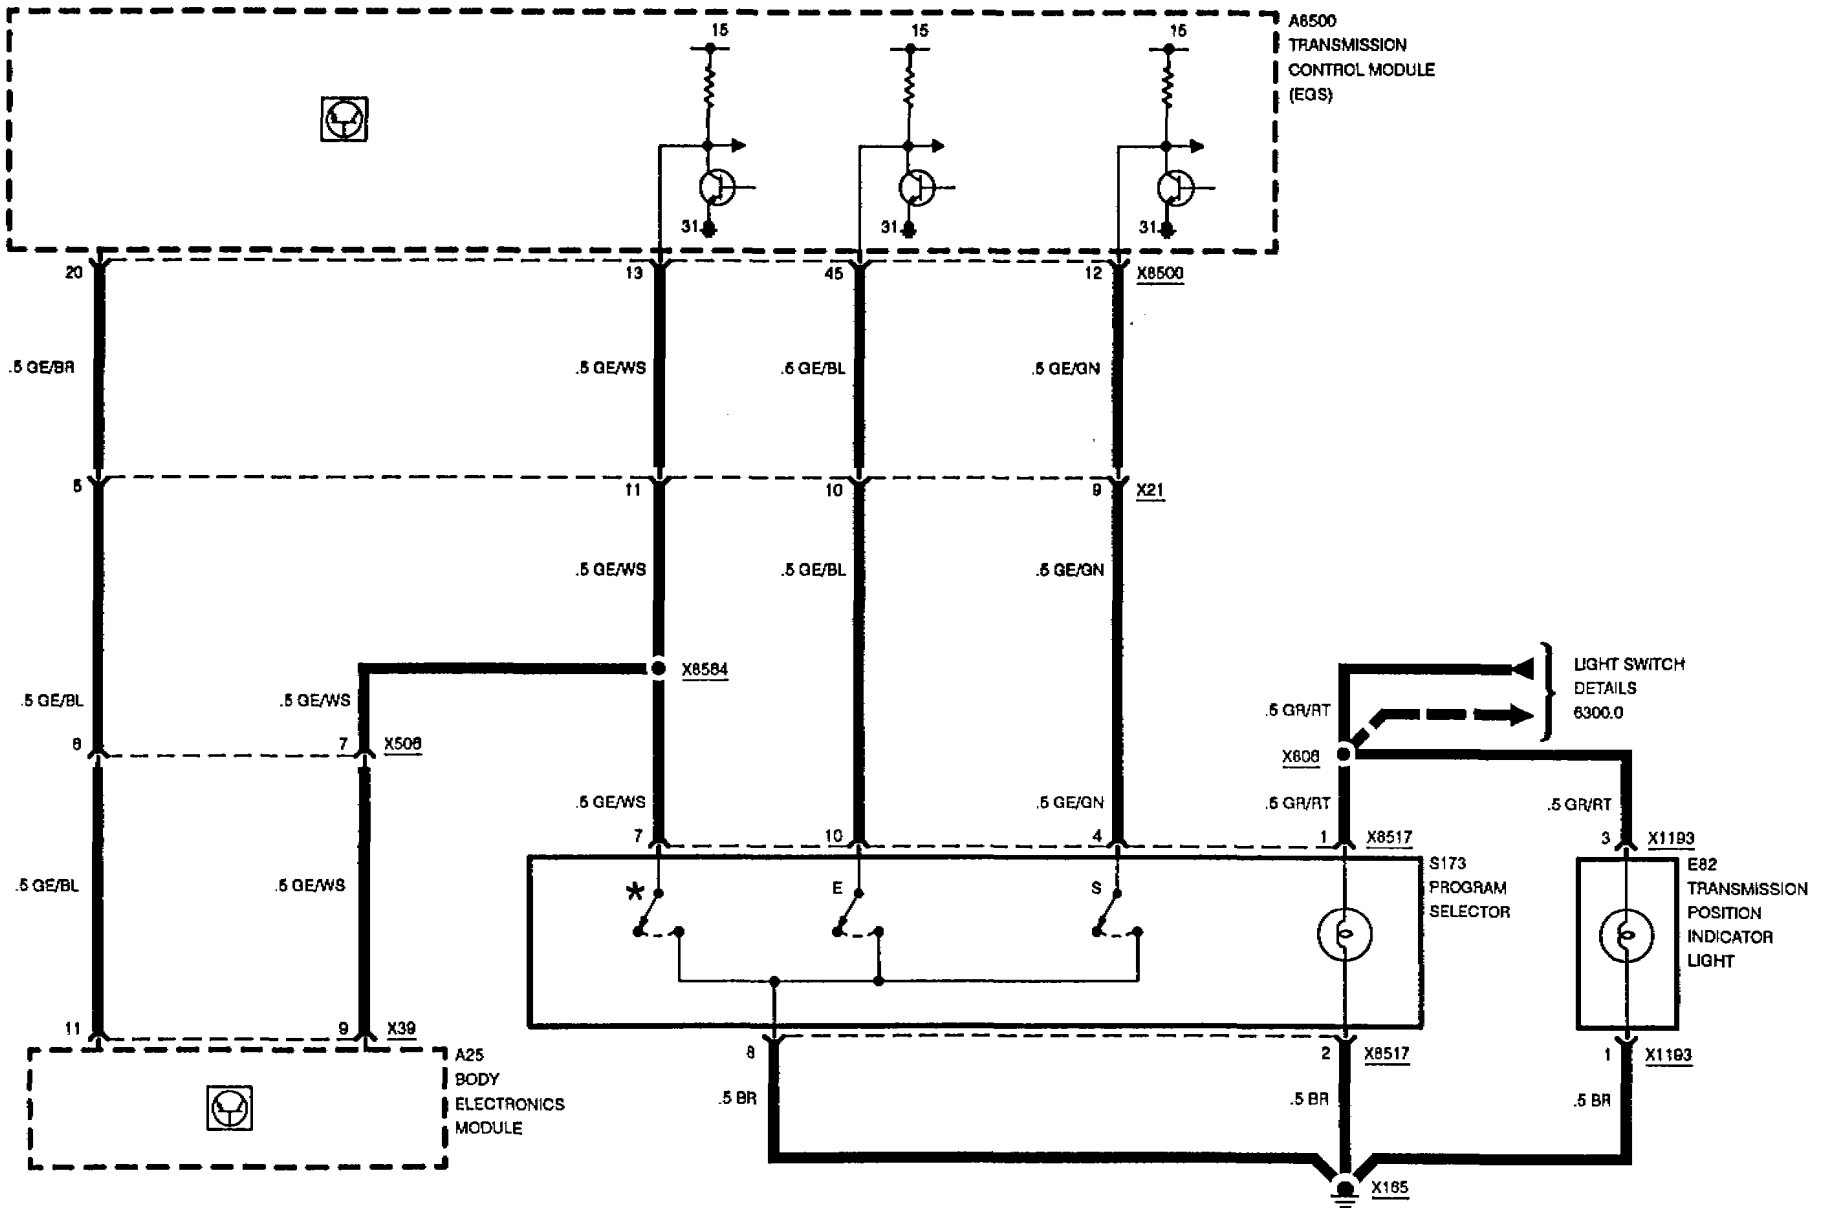 15
15
15
A8500
TRANSMISSION
CONTROL MODULE
(EGS)
31
31
31
20
13
45
12
X8500
.5 GE/BR
.5 GE/WS
.5 GE/BL
.5 GE/GN
5
11
10
9
X21
.5 GE/WS
.5 GE/BL
.5 GE/GN
X8584
LIGHT SWITCH
DETAILS
6300.0
.5 GE/BL
.5 GE/WS
.5 GR/RT
8
7
X506
X608
.5 GE/WS
.5 GE/GN
.5 GR/RT
.5 GR/RT
7
10
4
1
X8517
3
X1193
.5 GE/BL
.5 GE/WS
*
E
S
S173
PROGRAM
SELECTOR
E82
TRANSMISSION
POSITION
INDICATOR
LIGHT
11
9
X39
8
2
X8517
1
X1193
A25
BODY
ELECTRONICS
MODULE
.5 BR
.5 BR
.5 BR
X165